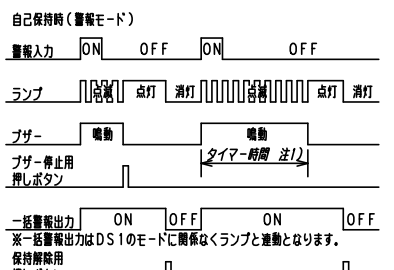 自己保持時(警報モード)
警報入力 ON OFF ON OFF
ランプ 点滅 点灯 消灯 点滅 点灯 消灯
ブザー 鳴動 鳴動
ブザー停止用
押しボタン
タイマー時間 注1)
一括警報出力 ON OFF ON OFF
※一括警報出力はDS1のモードに関係なくランプと連動となります。
保持解除用